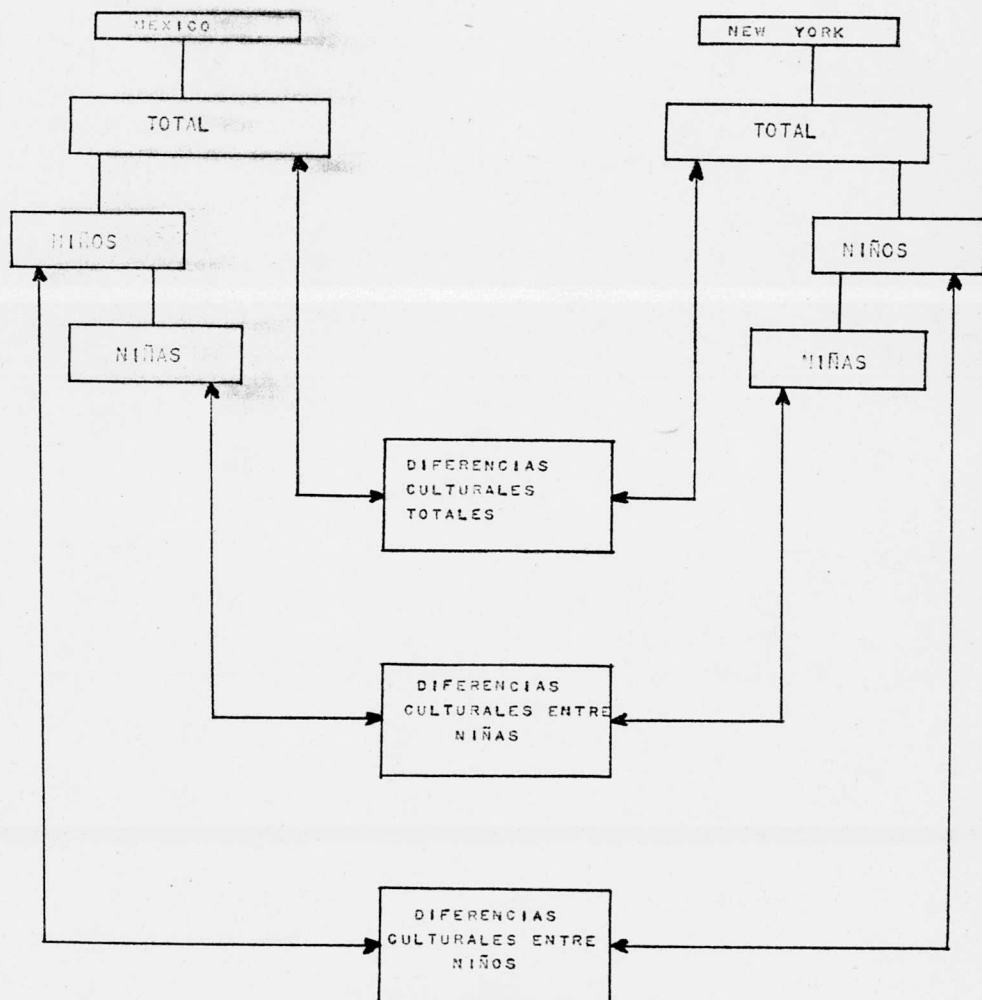 MEXICO
NEW YORK
TOTAL
TOTAL
NIÑOS
NIÑOS
NIÑAS
NIÑAS
DIFERENCIAS
CULTURALES
TOTALES
DIFERENCIAS
CULTURALES ENTRE
NIÑAS
DIFERENCIAS
CULTURALES ENTRE
NIÑOS